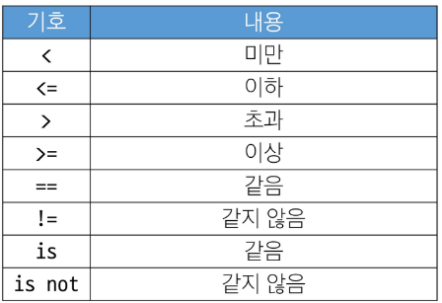 기호 내용
< 미만
<= 이하
> 초과
>= 이상
== 같음
!= 같지 않음
is 같음
is not 같지 않음